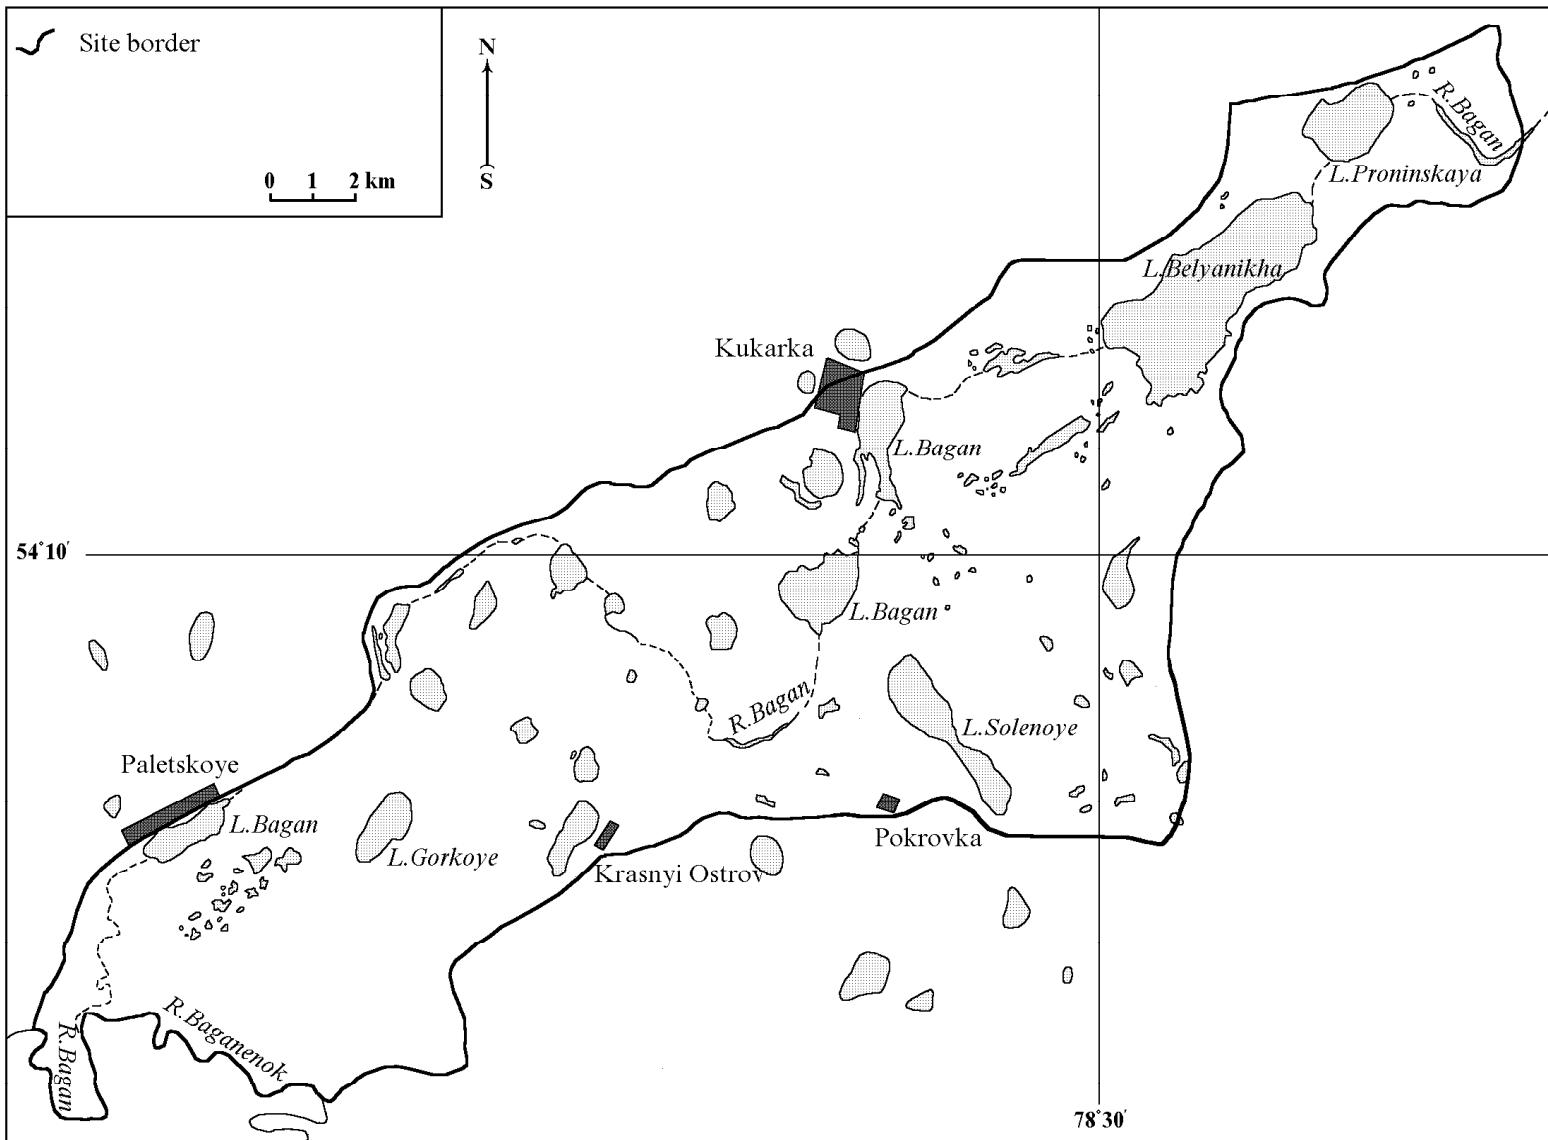 Site border
N
S
0 1 2 km
R.Bagan
L.Proninskaya
L.Belyanikha
Kukarka
L.Bagan
54°10′
L.Bagan
R.Bagan
L.Solenoye
Paletskoye
L.Bagan
L.Gorkoye
Krasnyi Ostrov
Pokrovka
R.Baganenok
R.Bagan
78°30′